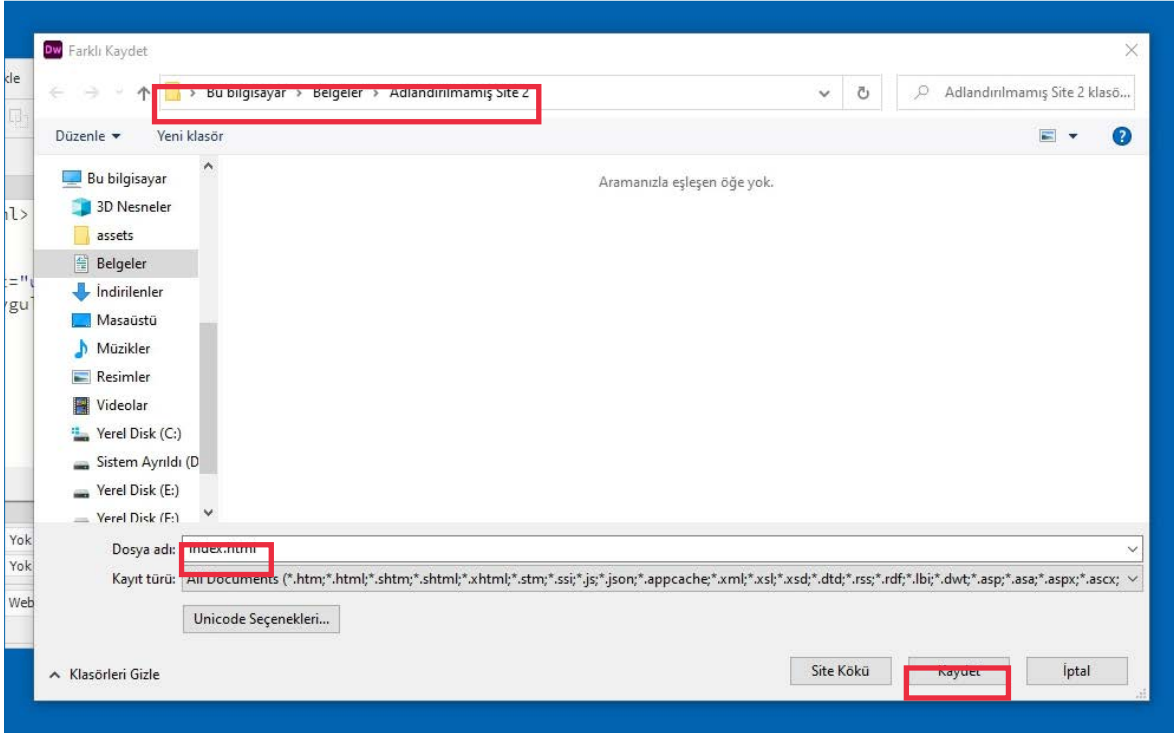 Dw Farklı Kaydet
Bu bilgisayar > Belgeler > Adlandırılmamış Site 2
Adlandırılmamış Site 2 klasö...
Düzenle Yeni klasör
Bu bilgisayar
3D Nesneler
assets
Belgeler
İndirilenler
Masaüstü
Müzikler
Resimler
Videolar
Yerel Disk (C:)
Sistem Ayrıldı (D
Yerel Disk (E:)
Yerel Disk (F:)
Aramanızla eşleşen öğe yok.
Yok
Yok
Web
Dosya adı: index.html
Kayıt türü: All Documents (*.htm;*.html;*.shtm;*.shtml;*.xhtml;*.stm;*.ssi;*.js;*.json;*.appcache;*.xml;*.xsl;*.xsd;*.dtd;*.rss;*.rdf;*.lbi;*.dwt;*.asp;*.asa;*.aspx;*.ascx;
Unicode Seçenekleri...
Klasörleri Gizle
Site Kökü Kaydet İptal